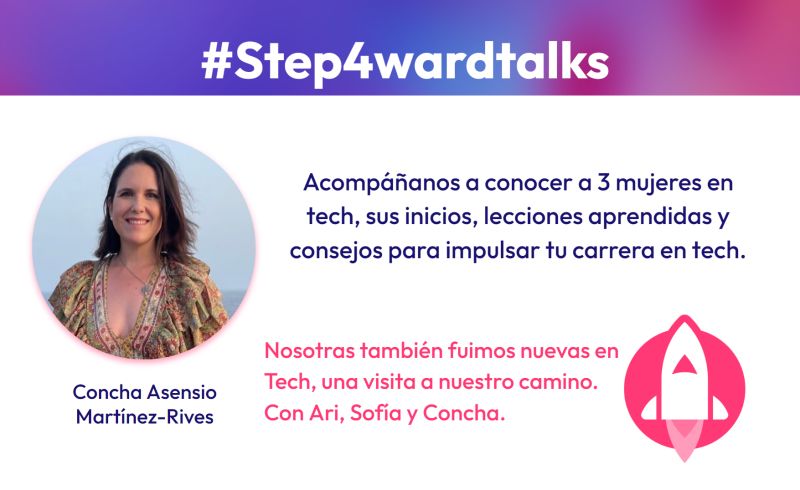 #Step4wardtalks
Acompáñanos a conocer a 3 mujeres en
tech, sus inicios, lecciones aprendidas y
consejos para impulsar tu carrera en tech.
Nosotras también fuimos nuevas en
Tech, una visita a nuestro camino.
Con Ari, Sofía y Concha.
Concha Asensio
Martínez-Rives